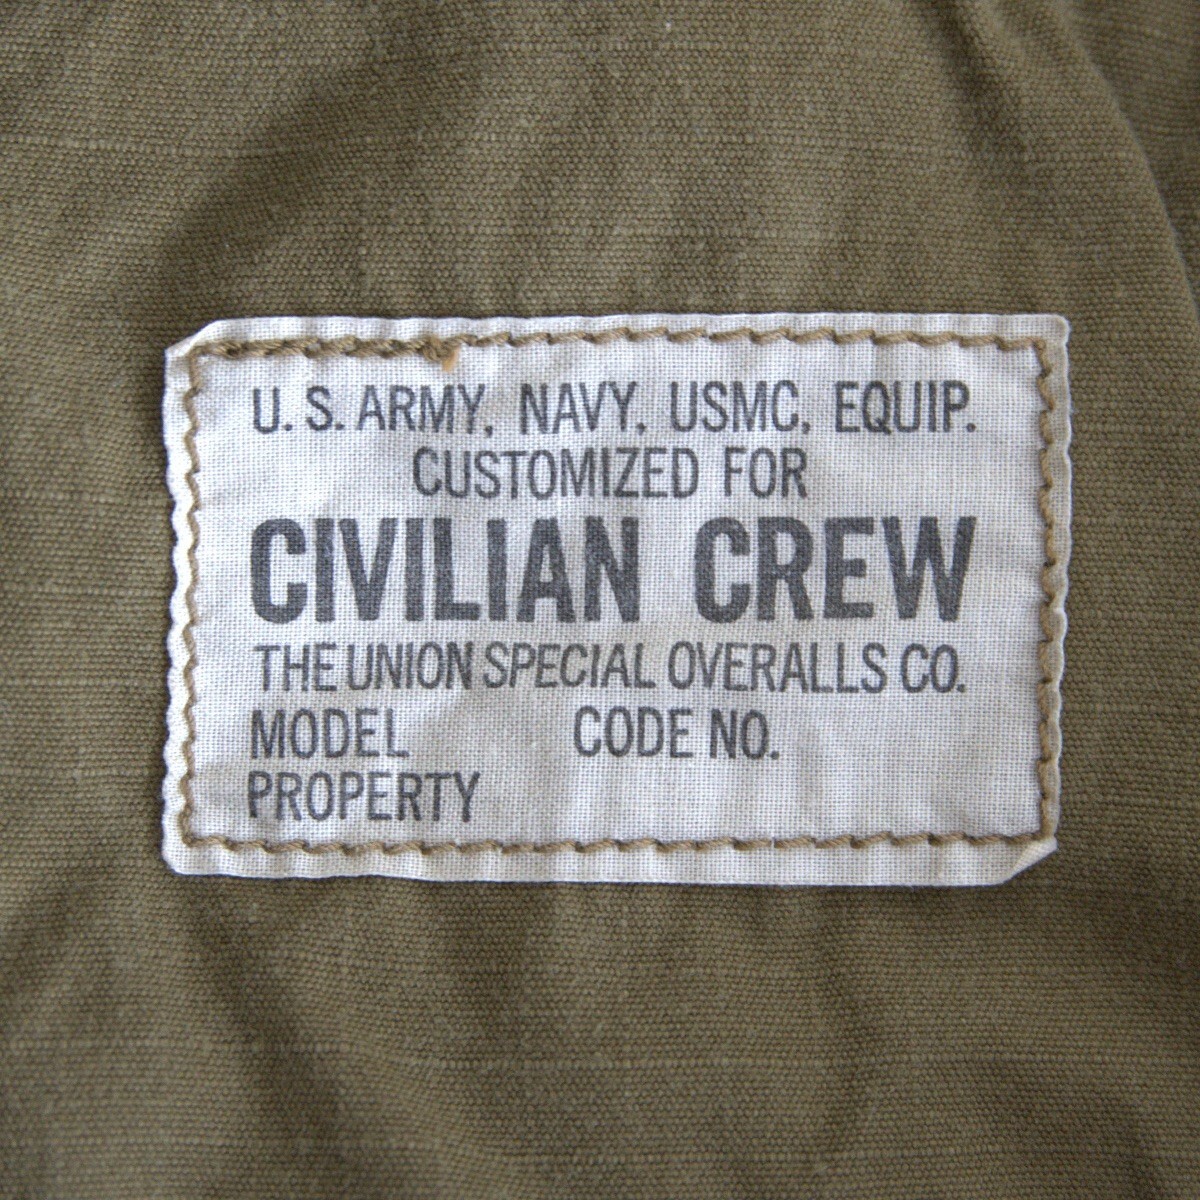 U. S. ARMY, NAVY, USMC, EQUIP.
CUSTOMIZED FOR
CIVILIAN CREW
THE UNION SPECIAL OVERALLS CO.
MODEL CODE NO.
PROPERTY